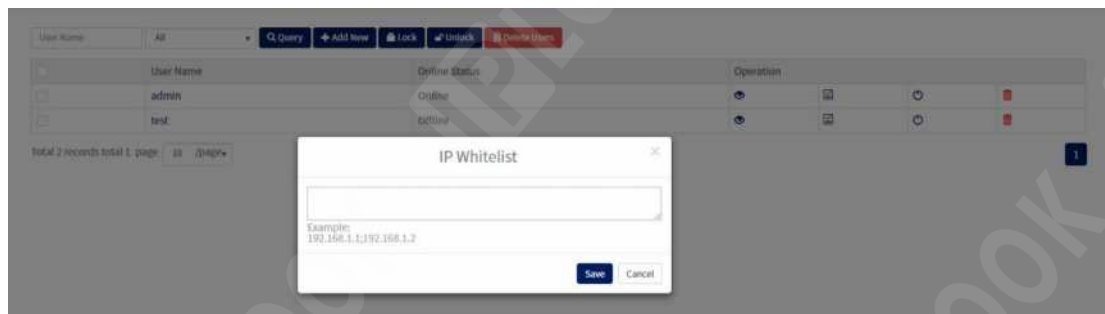 User Name All Query Add New Lock Unlock Delete Users
User Name Online Status Operation
admin Online
test Offline
Total 2 records total 1 page 10 /page
1
IP Whitelist
×
Example:
192.168.1.1;192.168.1.2
Save Cancel